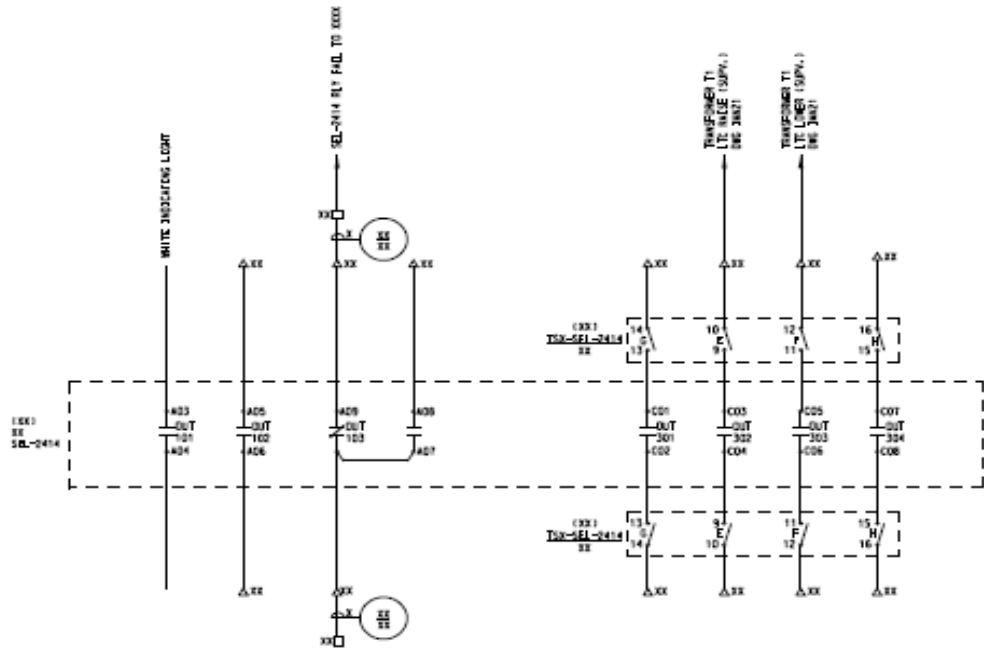 WHITE INDICATING LIGHT
SEL-2414 RLY FAIL TO XXXX
TRANSFORMER T1
LTC RAISE (SUPV.)
TRANSFORMER T1
LTC LOWER (SUPV.)
XX
X
XX
XX
XX
XX
XX
XX
XX
XX
XX
(XX)
TSX-SEL-2414
XX
14
G
13
10
E
9
12
F
11
16
H
15
(XX)
XX
SEL-2414
A03
OUT
101
A04
A05
OUT
102
A06
A09
OUT
103
A08
A07
C01
OUT
301
C02
C03
OUT
302
C04
C05
OUT
303
C06
C07
OUT
304
C08
(XX)
TSX-SEL-2414
XX
13
G
14
9
E
10
11
F
12
15
H
16
XX
XX
XX
XX
XX
XX
X
XX
XX
XX